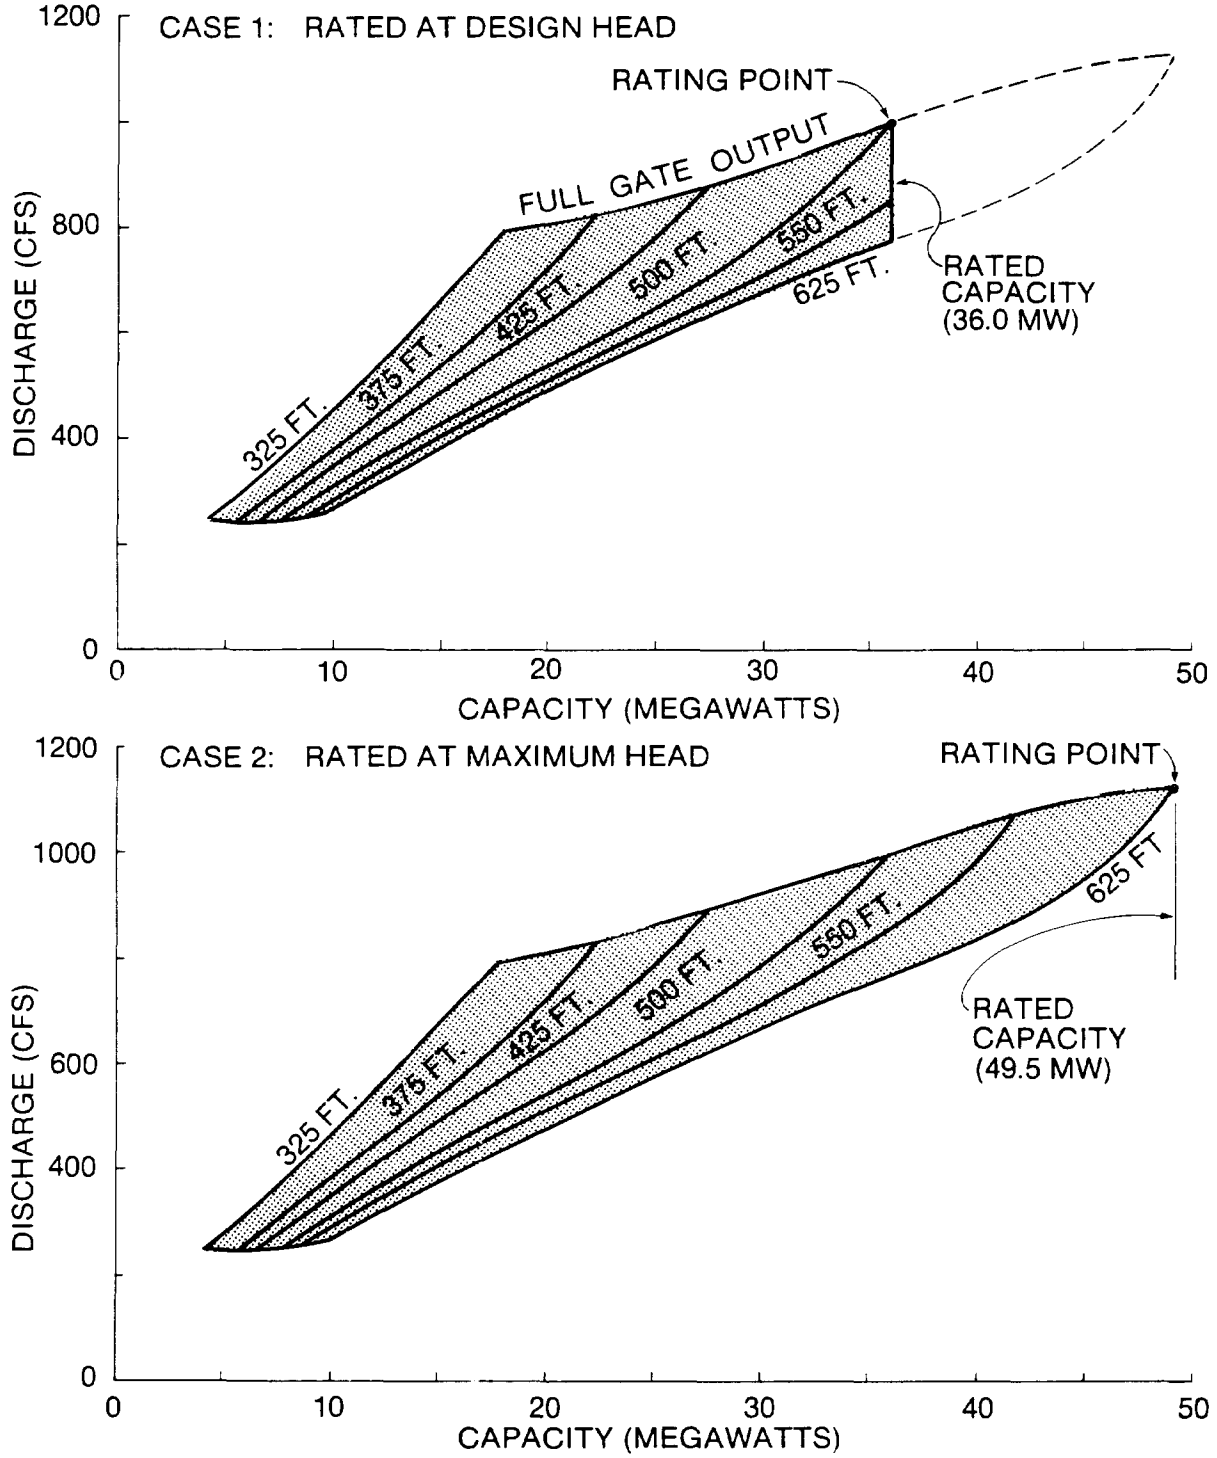 1200
CASE 1: RATED AT DESIGN HEAD
RATING POINT
FULL GATE OUTPUT
800
DISCHARGE (CFS)
550 FT.
500 FT.
625 FT.
RATED
CAPACITY
(36.0 MW)
425 FT.
375 FT.
325 FT.
400
0
0 10 20 30 40 50
CAPACITY (MEGAWATTS)
1200
CASE 2: RATED AT MAXIMUM HEAD
RATING POINT
1000
625 FT
550 FT.
500 FT.
RATED
CAPACITY
(49.5 MW)
DISCHARGE (CFS)
600
425 FT.
375 FT.
325 FT.
400
0
0 10 20 30 40 50
CAPACITY (MEGAWATTS)